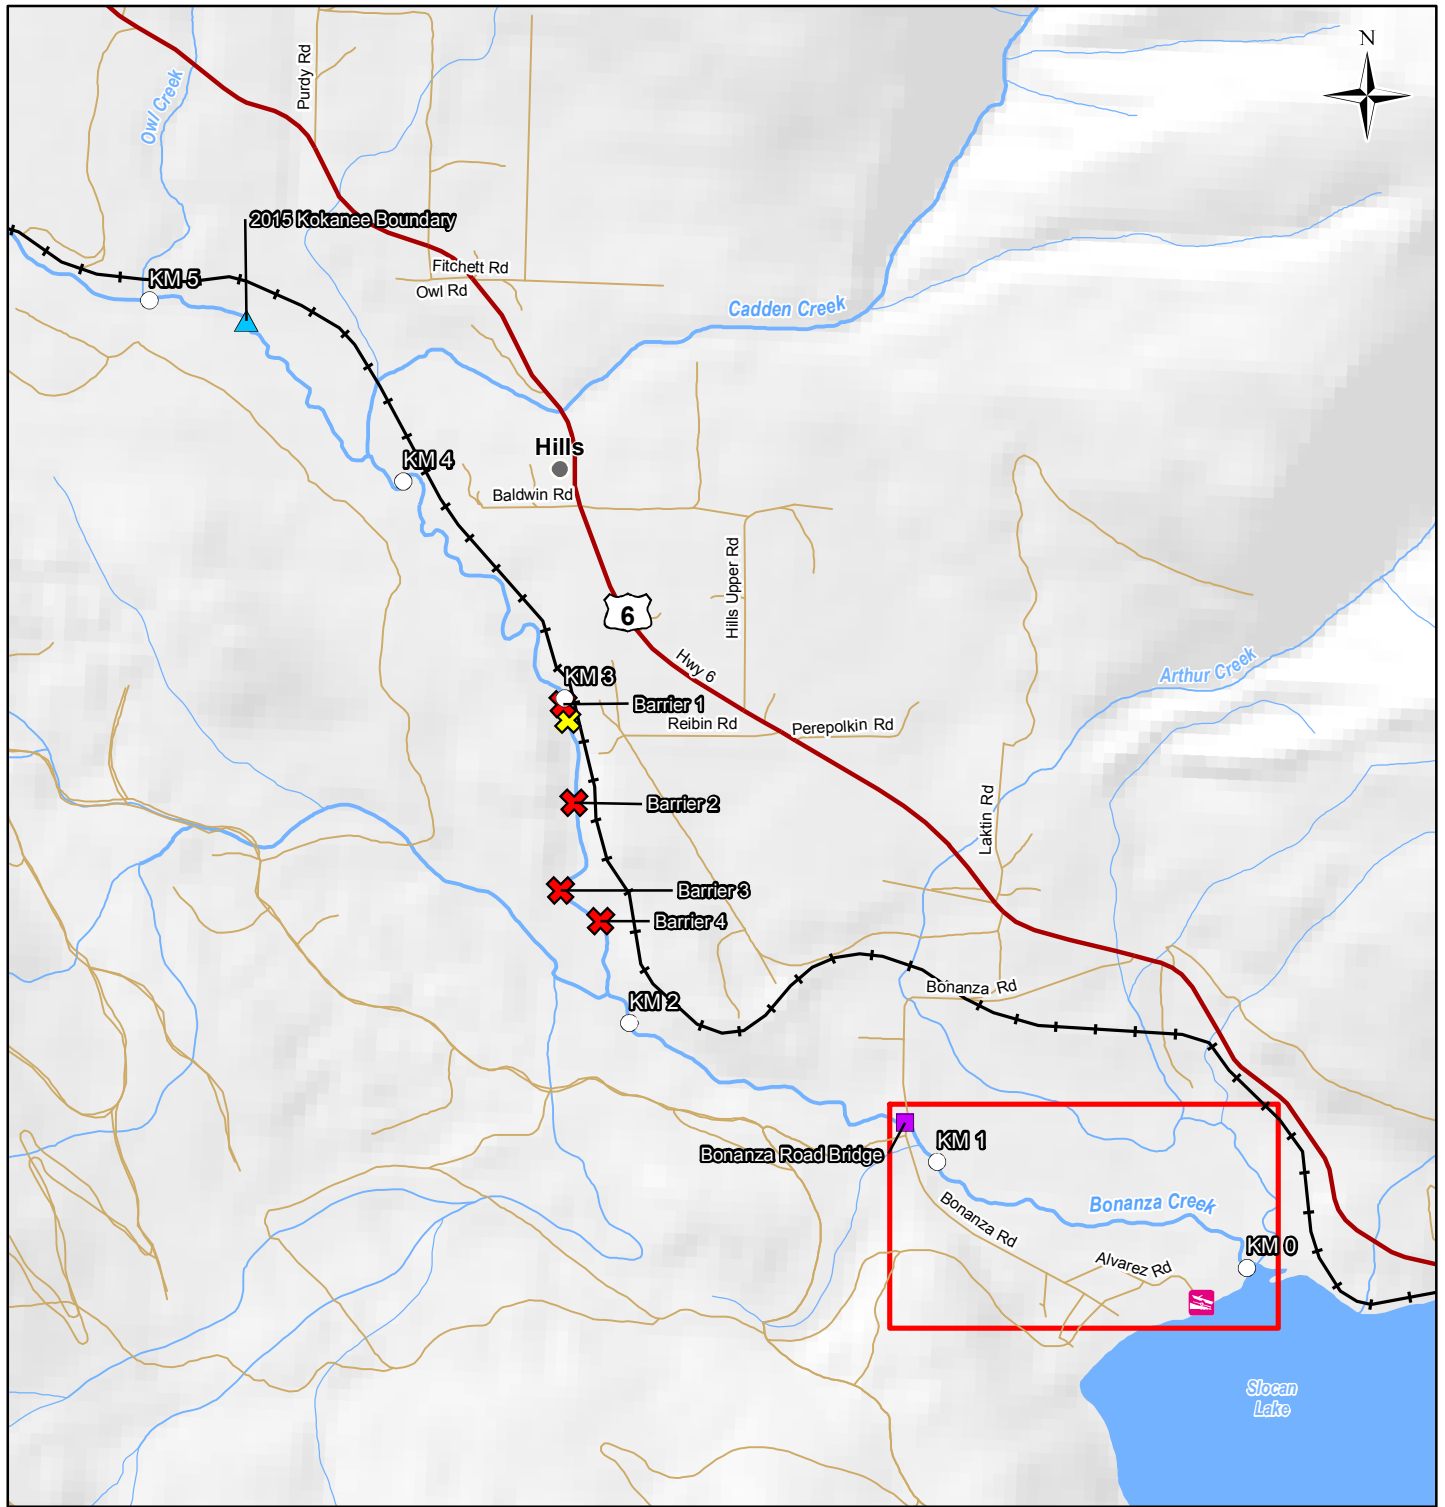 N
Owl Creek
Purdy Rd
2015 Kokanee Boundary
KM 5
Fitchett Rd
Owl Rd
Cadden Creek
Hills
KM 4
Baldwin Rd
Hills Upper Rd
6
Hwy 6
Arthur Creek
KM 3
Barrier 1
Reibin Rd
Perepolkin Rd
Barrier 2
Laktin Rd
Barrier 3
Barrier 4
Bonanza Rd
KM 2
Bonanza Road Bridge
KM 1
Bonanza Rd
Bonanza Creek
KM 0
Alvarez Rd
Slocan
Lake